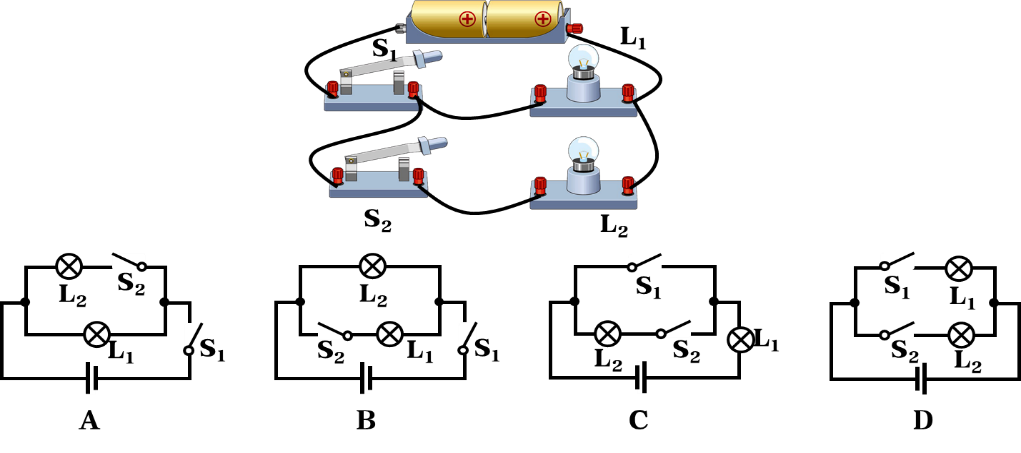 L₁
S₁
S₂
L₂
L₂ S₂
L₁ S₁
A
L₂
S₂ L₁ S₁
B
S₁
L₂ S₂ L₁
C
S₁ L₁
S₂ L₂
D